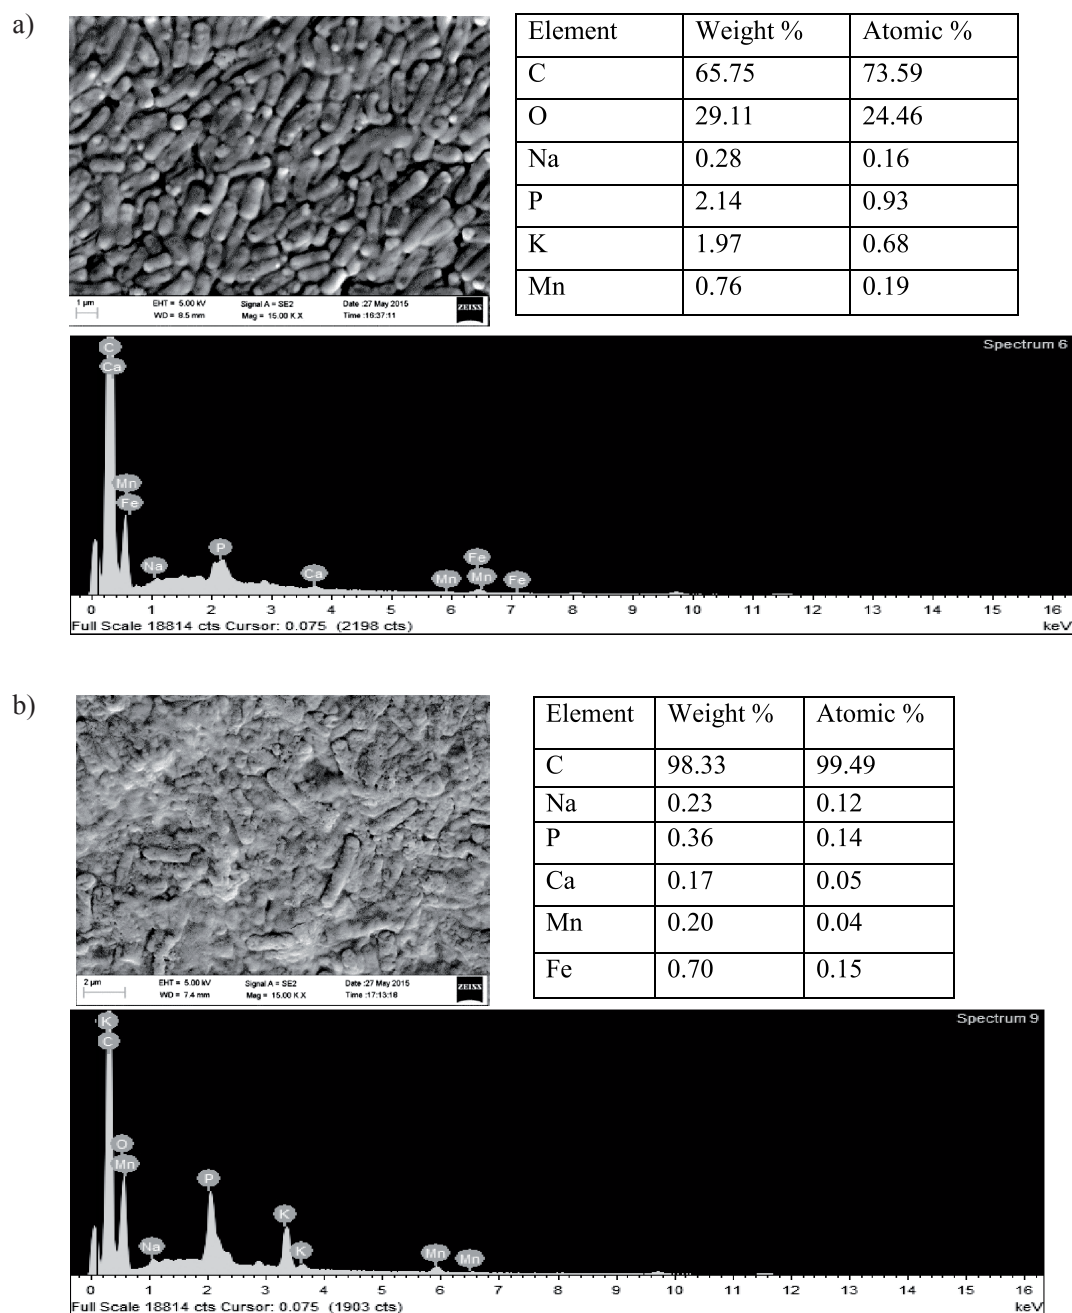 a)
1 µm
EHT = 5.00 kV Signal A = SE2 Date :27 May 2015
WD = 8.5 mm Mag = 15.00 K X Time :16:37:11
ZEISS
Element Weight % Atomic %
C 65.75 73.59
O 29.11 24.46
Na 0.28 0.16
P 2.14 0.93
K 1.97 0.68
Mn 0.76 0.19
Spectrum 6
C
Ca
Mn
Fe
Na
P
Ca
Mn
Fe
Mn
Fe
0 1 2 3 4 5 6 7 8 9 10 11 12 13 14 15 16
Full Scale 18814 cts Cursor: 0.075 (2198 cts) keV
b)
2 µm
EHT = 5.00 kV Signal A = SE2 Date :27 May 2015
WD = 7.4 mm Mag = 15.00 K X Time :17:13:18
ZEISS
Element Weight % Atomic %
C 98.33 99.49
Na 0.23 0.12
P 0.36 0.14
Ca 0.17 0.05
Mn 0.20 0.04
Fe 0.70 0.15
Spectrum 9
K
C
O
Mn
Na
P
K
K
Mn
Mn
0 1 2 3 4 5 6 7 8 9 10 11 12 13 14 15 16
Full Scale 18814 cts Cursor: 0.075 (1903 cts) keV